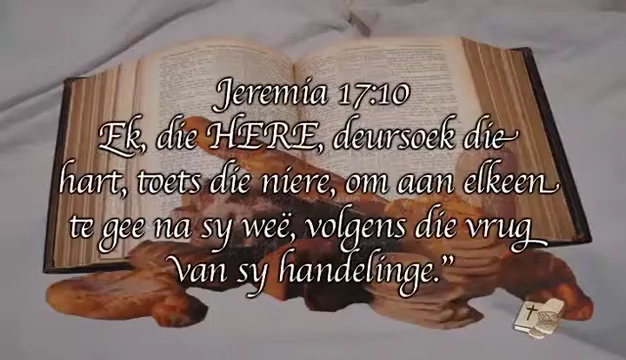 Jeremia 17:10
Ek, die HERE, deursoek die
hart, toets die niere, om aan elkeen
te gee na sy weë, volgens die vrug
van sy handelinge.”